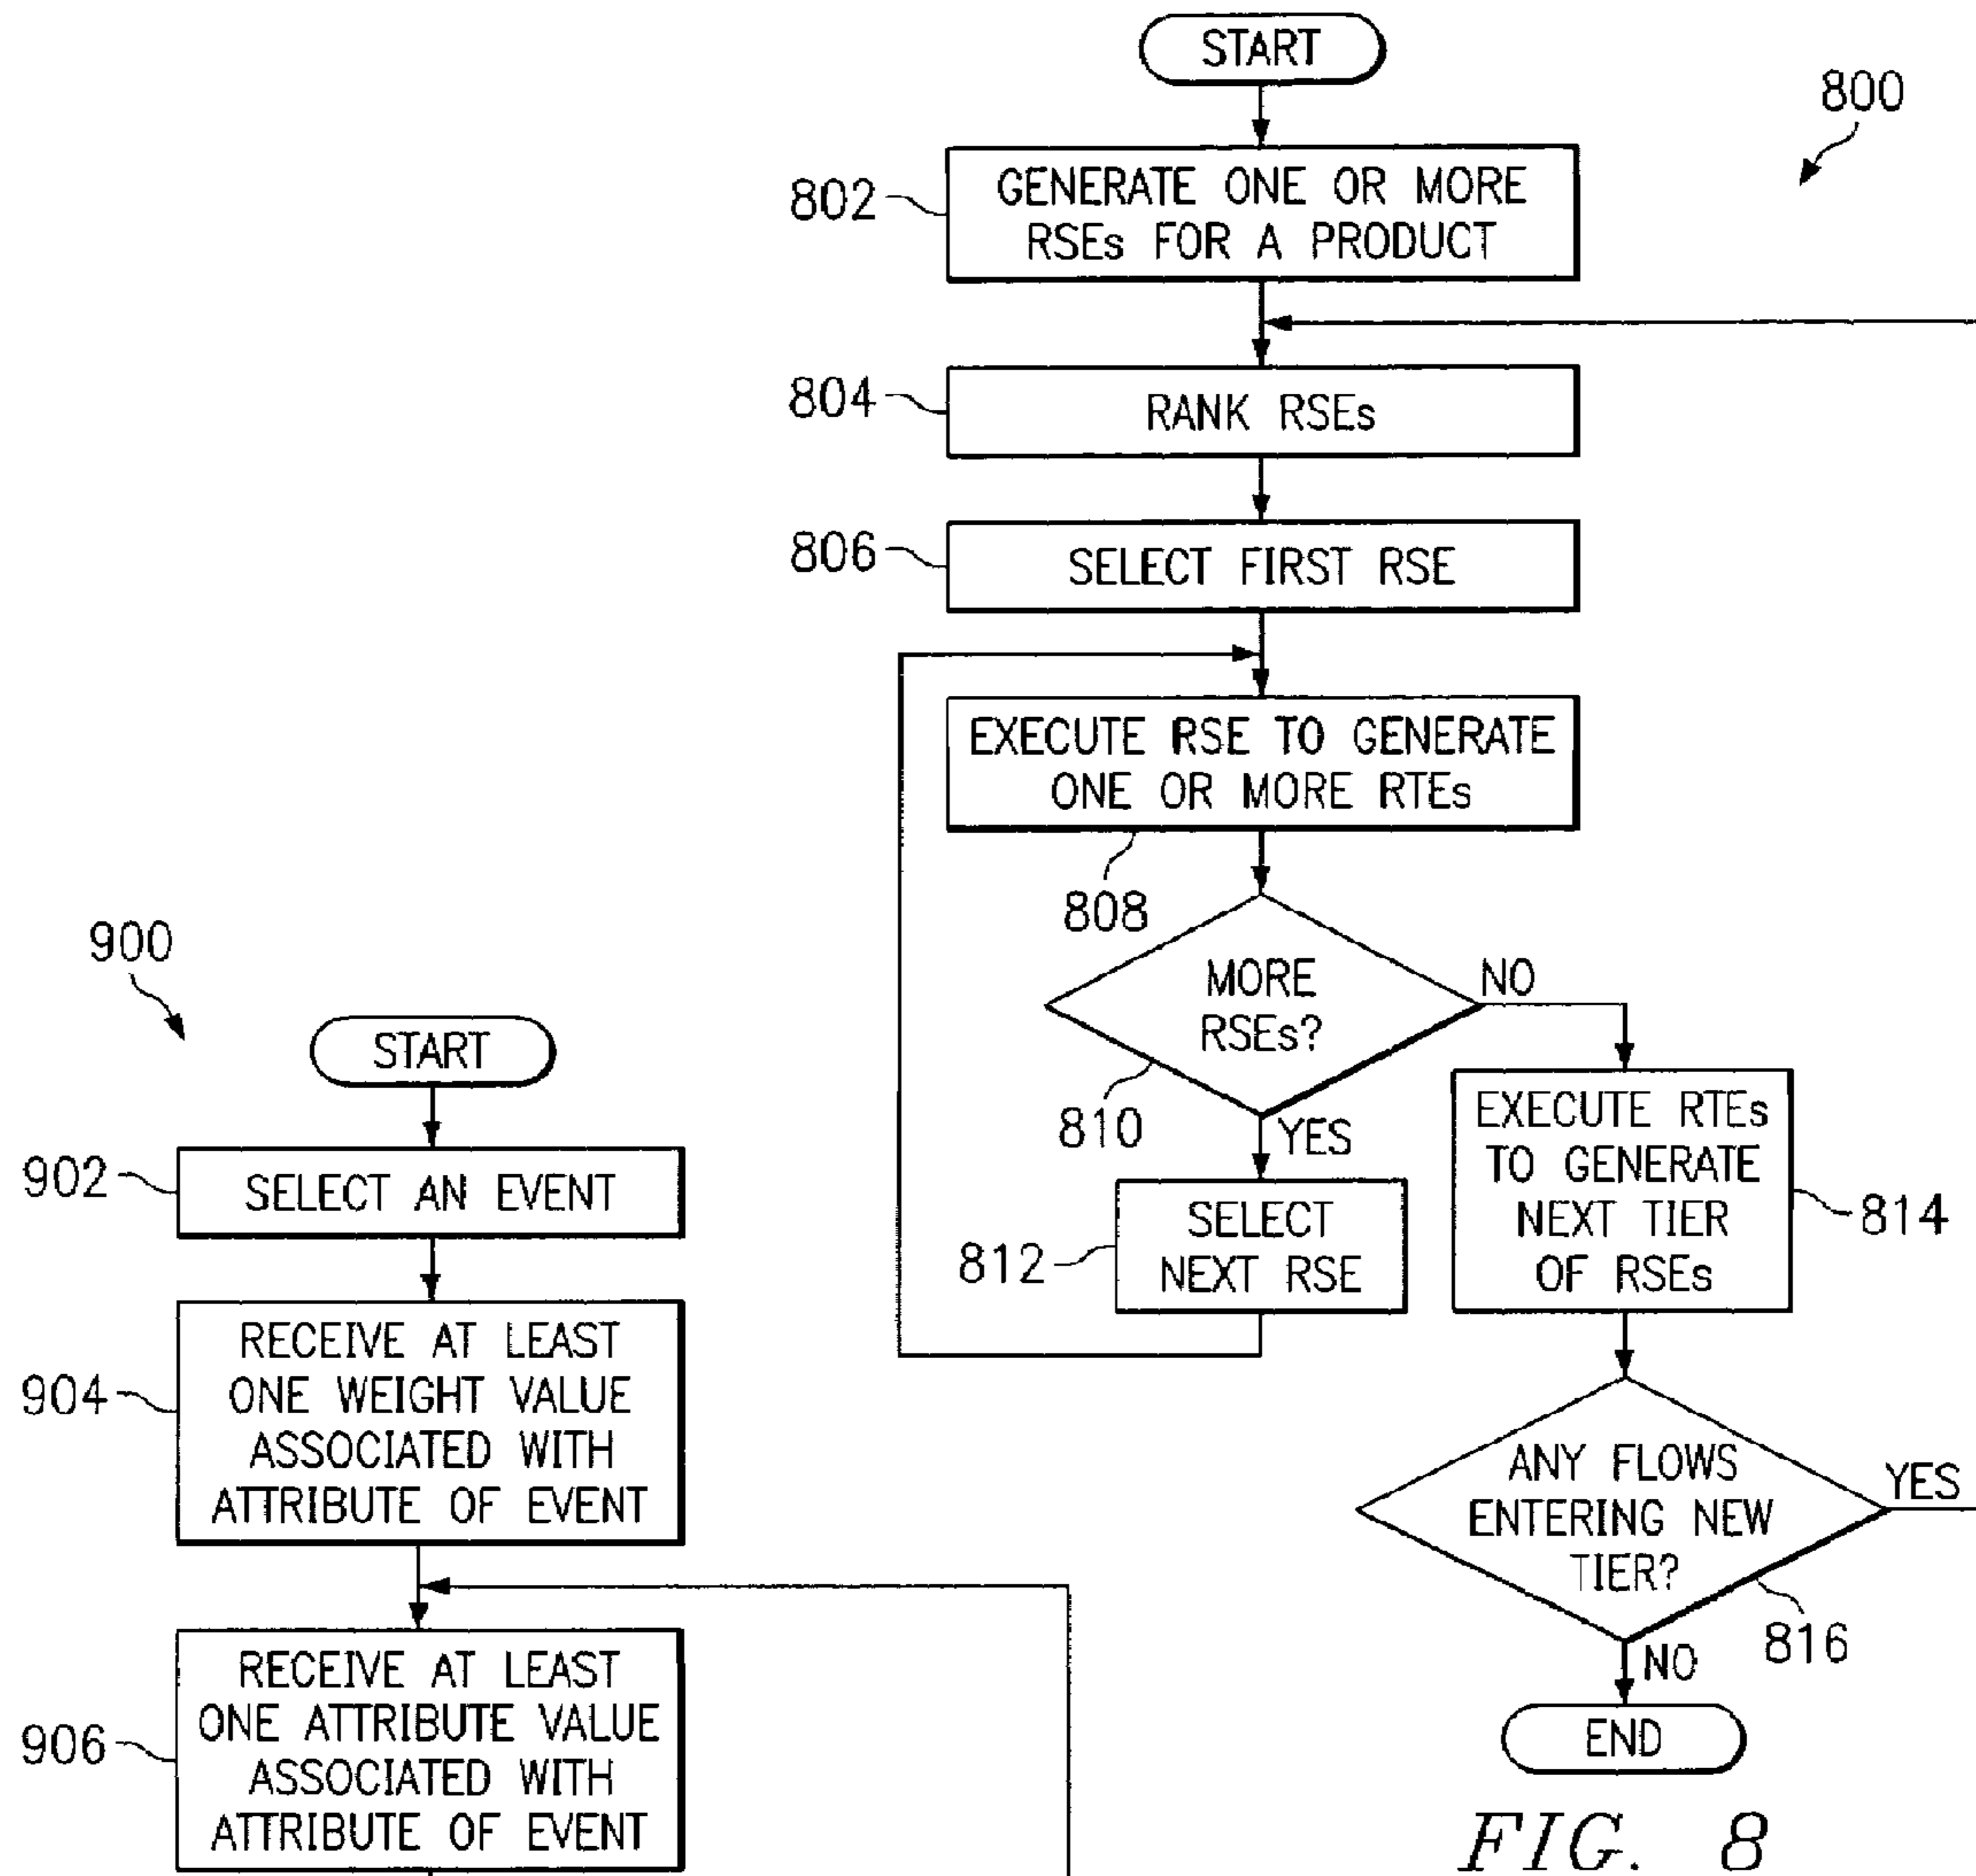 START
800
802
GENERATE ONE OR MORE
RSEs FOR A PRODUCT
804
RANK RSEs
806
SELECT FIRST RSE
EXECUTE RSE TO GENERATE
ONE OR MORE RTEs
808
MORE
RSEs?
NO
810
YES
812
SELECT
NEXT RSE
EXECUTE RTEs
TO GENERATE
NEXT TIER
OF RSEs
814
ANY FLOWS
ENTERING NEW
TIER?
YES
816
NO
END
FIG. 8
900
START
902
SELECT AN EVENT
904
RECEIVE AT LEAST
ONE WEIGHT VALUE
ASSOCIATED WITH
ATTRIBUTE OF EVENT
906
RECEIVE AT LEAST
ONE ATTRIBUTE VALUE
ASSOCIATED WITH
ATTRIBUTE OF EVENT